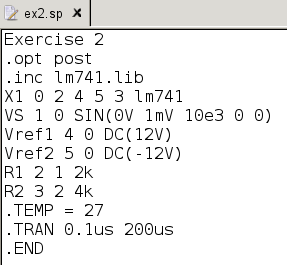 ex2.sp
Exercise 2
.opt post
.inc lm741.lib
X1 0 2 4 5 3 lm741
VS 1 0 SIN(0V 1mV 10e3 0 0)
Vref1 4 0 DC(12V)
Vref2 5 0 DC(-12V)
R1 2 1 2k
R2 3 2 4k
.TEMP = 27
.TRAN 0.1us 200us
.END